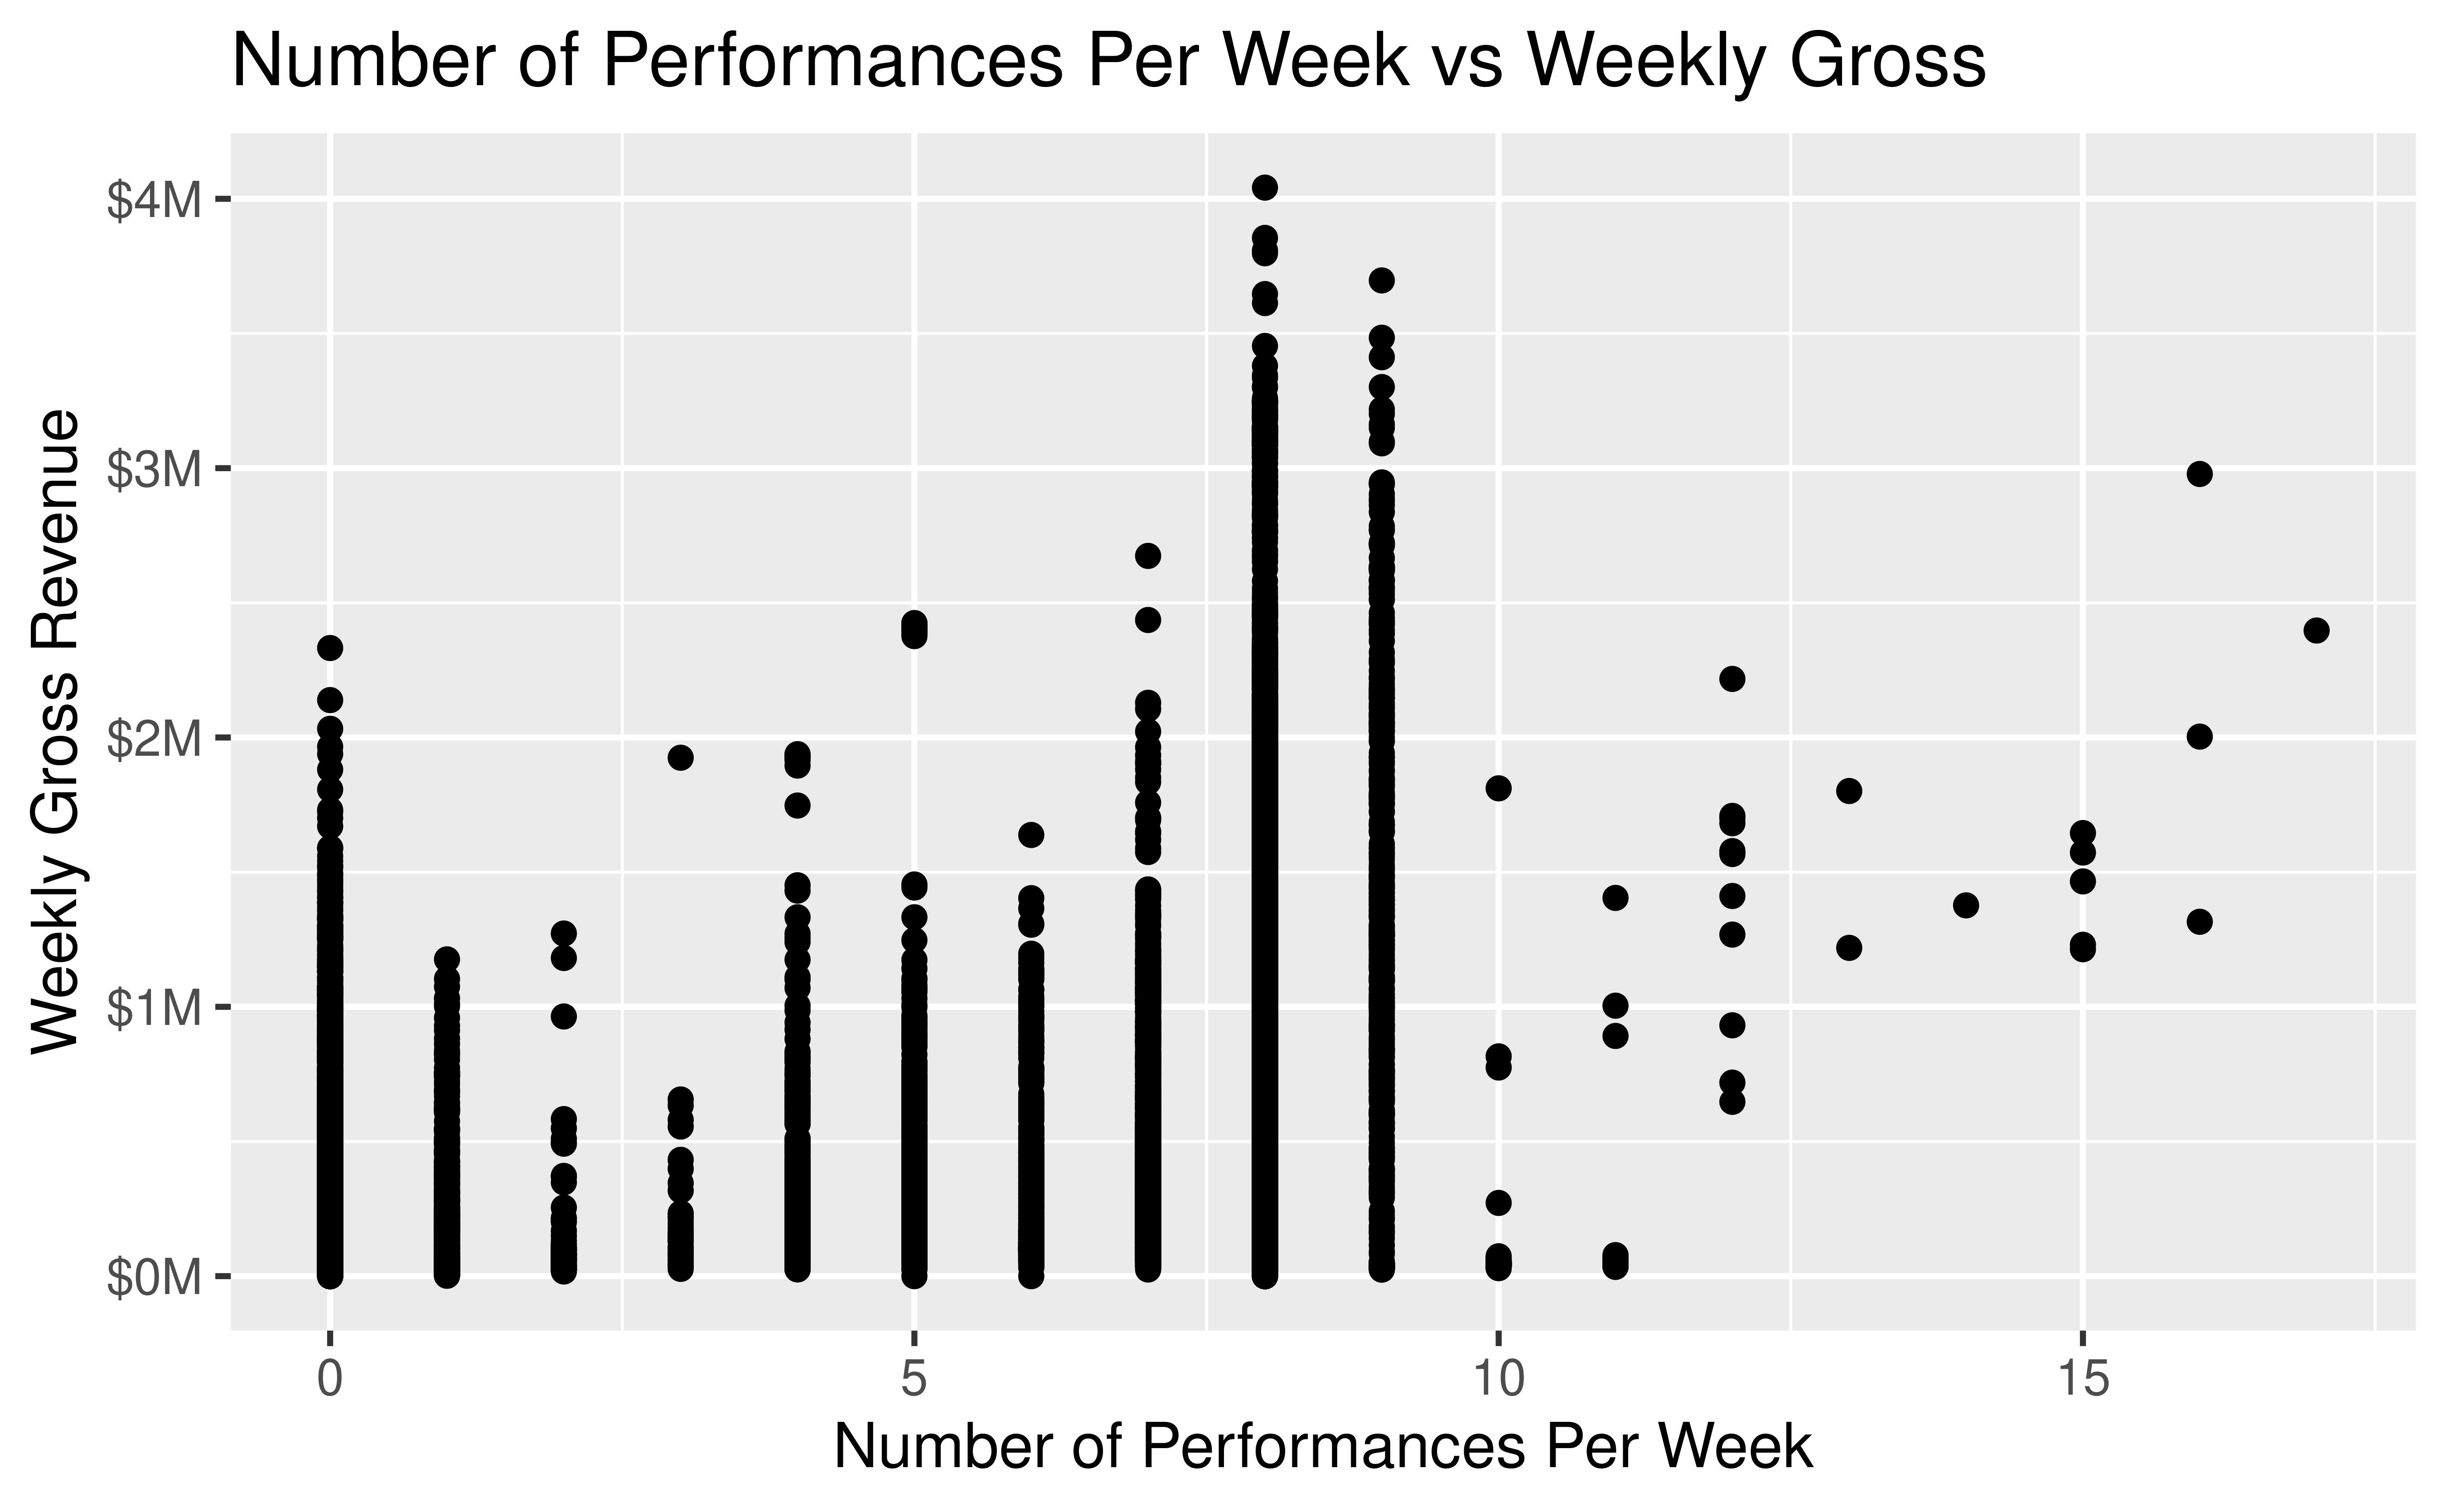 Number of Performances Per Week vs Weekly Gross
Weekly Gross Revenue
$4M
$3M
$2M
$1M
$0M
0
5
10
15
Number of Performances Per Week